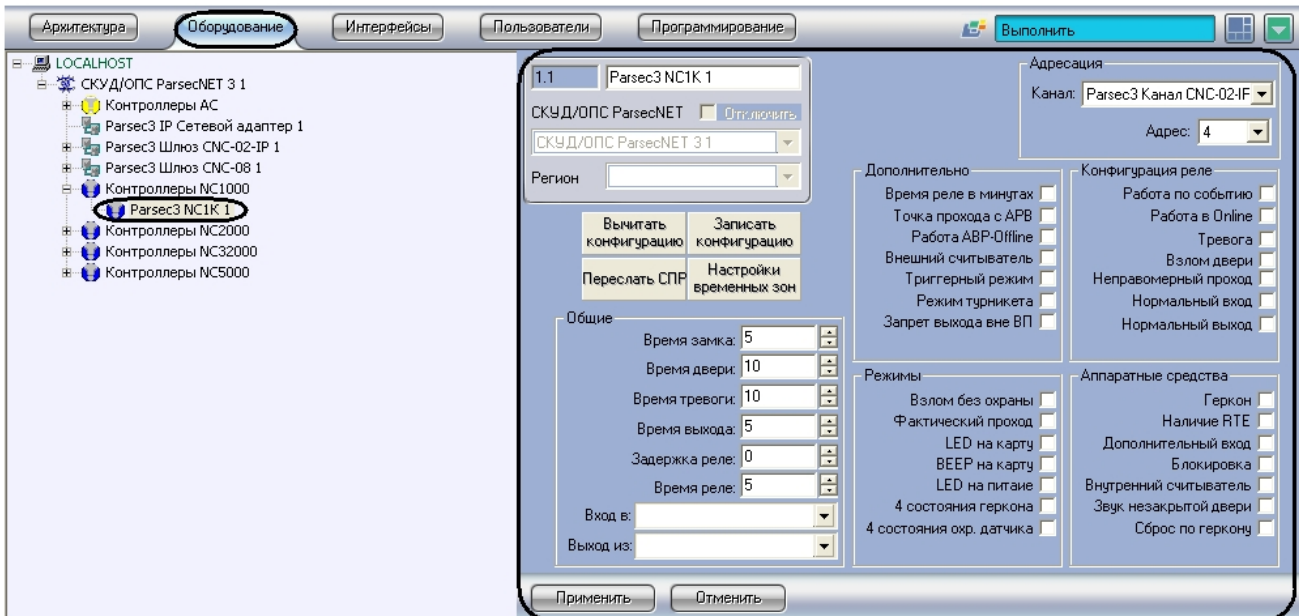 Архитектура Оборудование Интерфейсы Пользователи Программирование Выполнить
LOCALHOST
СКУД/ОПС ParsecNET 3 1
Контроллеры AC
Parsec3 IP Сетевой адаптер 1
Parsec3 Шлюз CNC-02-IP 1
Parsec3 Шлюз CNC-08 1
Контроллеры NC1000
Parsec3 NC1K 1
Контроллеры NC2000
Контроллеры NC32000
Контроллеры NC5000
1.1 Parsec3 NC1K 1
СКУД/ОПС ParsecNET Отключить
СКУД/ОПС ParsecNET 3 1
Регион
Адресация
Канал: Parsec3 Канал CNC-02-IF
Адрес: 4
Вычитать конфигурацию
Записать конфигурацию
Переслать СПР
Настройки временных зон
Общие
Время замка: 5
Время двери: 10
Время тревоги: 10
Время выхода: 5
Задержка реле: 0
Время реле: 5
Вход в:
Выход из:
Дополнительно
Время реле в минутах
Точка прохода с АРВ
Работа АВР-Offline
Внешний считыватель
Триггерный режим
Режим турникета
Запрет выхода вне ВП
Конфигурация реле
Работа по событию
Работа в Online
Тревога
Взлом двери
Неправомерный проход
Нормальный вход
Нормальный выход
Режимы
Взлом без охраны
Фактический проход
LED на карту
BEEP на карту
LED на питаие
4 состояния геркона
4 состояния охр. датчика
Аппаратные средства
Геркон
Наличие RTE
Дополнительный вход
Блокировка
Внутренний считыватель
Звук незакрытой двери
Сброс по геркону
Применить Отменить